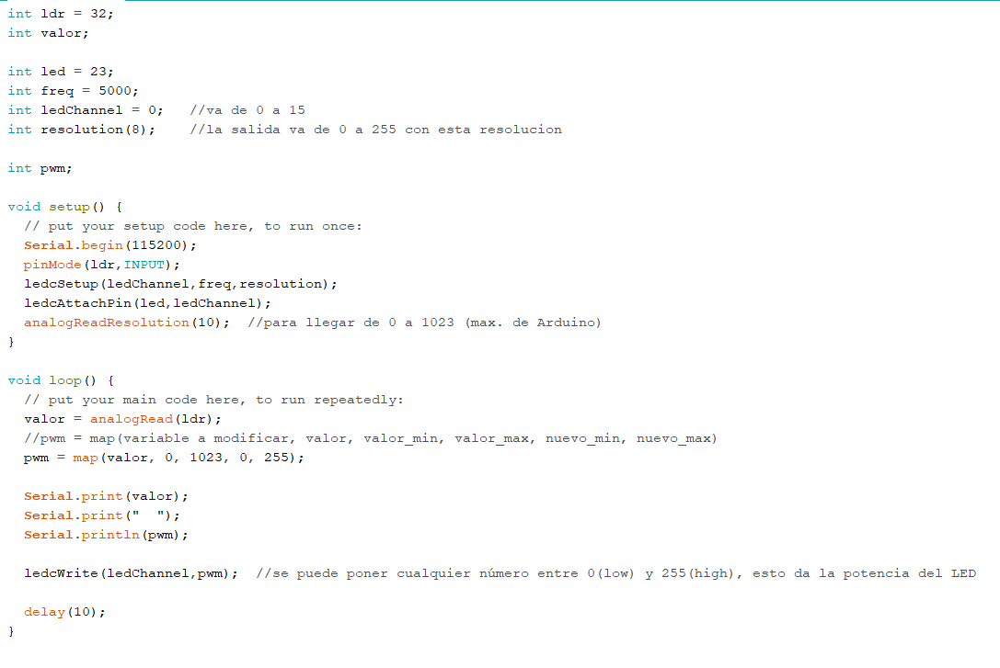 int ldr = 32;
int valor;
int led = 23;
int freq = 5000;
int ledChannel = 0;   //va de 0 a 15
int resolution(8);    //la salida va de 0 a 255 con esta resolucion
int pwm;
void setup() {
  // put your setup code here, to run once:
  Serial.begin(115200);
  pinMode(ldr,INPUT);
  ledcSetup(ledChannel,freq,resolution);
  ledcAttachPin(led,ledChannel);
  analogReadResolution(10);  //para llegar de 0 a 1023 (max. de Arduino)
}
void loop() {
  // put your main code here, to run repeatedly:
  valor = analogRead(ldr);
  //pwm = map(variable a modificar, valor, valor_min, valor_max, nuevo_min, nuevo_max)
  pwm = map(valor, 0, 1023, 0, 255);
  Serial.print(valor);
  Serial.print("  ");
  Serial.println(pwm);
  ledcWrite(ledChannel,pwm);  //se puede poner cualquier número entre 0(low) y 255(high), esto da la potencia del LED
  delay(10);
}